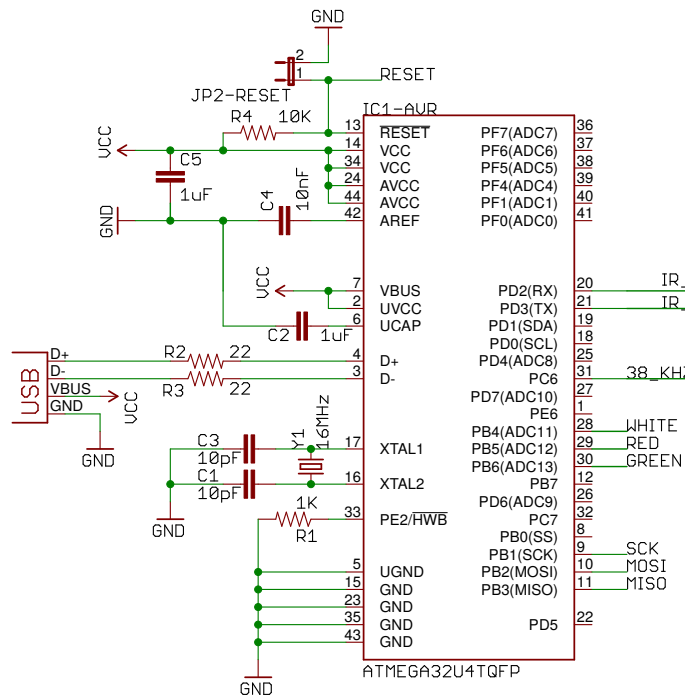 GND
2
1
RESET
JP2-RESET
R4 10K
IC1-AVR
VCC
C5
1uF
C4
10nF
GND
13 RESET PF7(ADC7) 36
14 VCC PF6(ADC6) 37
34 VCC PF5(ADC5) 38
24 AVCC PF4(ADC4) 39
44 AVCC PF1(ADC1) 40
42 AREF PF0(ADC0) 41
VCC
7 VBUS PD2(RX) 20 IR_
2 UVCC PD3(TX) 21 IR_
6 UCAP PD1(SDA) 19
C2 1uF
PD0(SCL) 18
USB
D+ R2 22 4 D+ PD4(ADC8) 25
D- R3 22 3 D- PC6 31 38_KHZ
VBUS VCC
GND
GND
PD7(ADC10) 27
PE6 1
PB4(ADC11) 28 WHITE
C3
10pF
Y1
16MHz
17 XTAL1 PB5(ADC12) 29 RED
PB6(ADC13) 30 GREEN
C1
10pF
16 XTAL2 PB7 12
PD6(ADC9) 26
GND
1K
R1
33 PE2/HWB PC7 32
PB0(SS) 8
PB1(SCK) 9 SCK
5 UGND PB2(MOSI) 10 MOSI
15 GND PB3(MISO) 11 MISO
23 GND
35 GND PD5 22
43 GND
GND
ATMEGA32U4TQFP